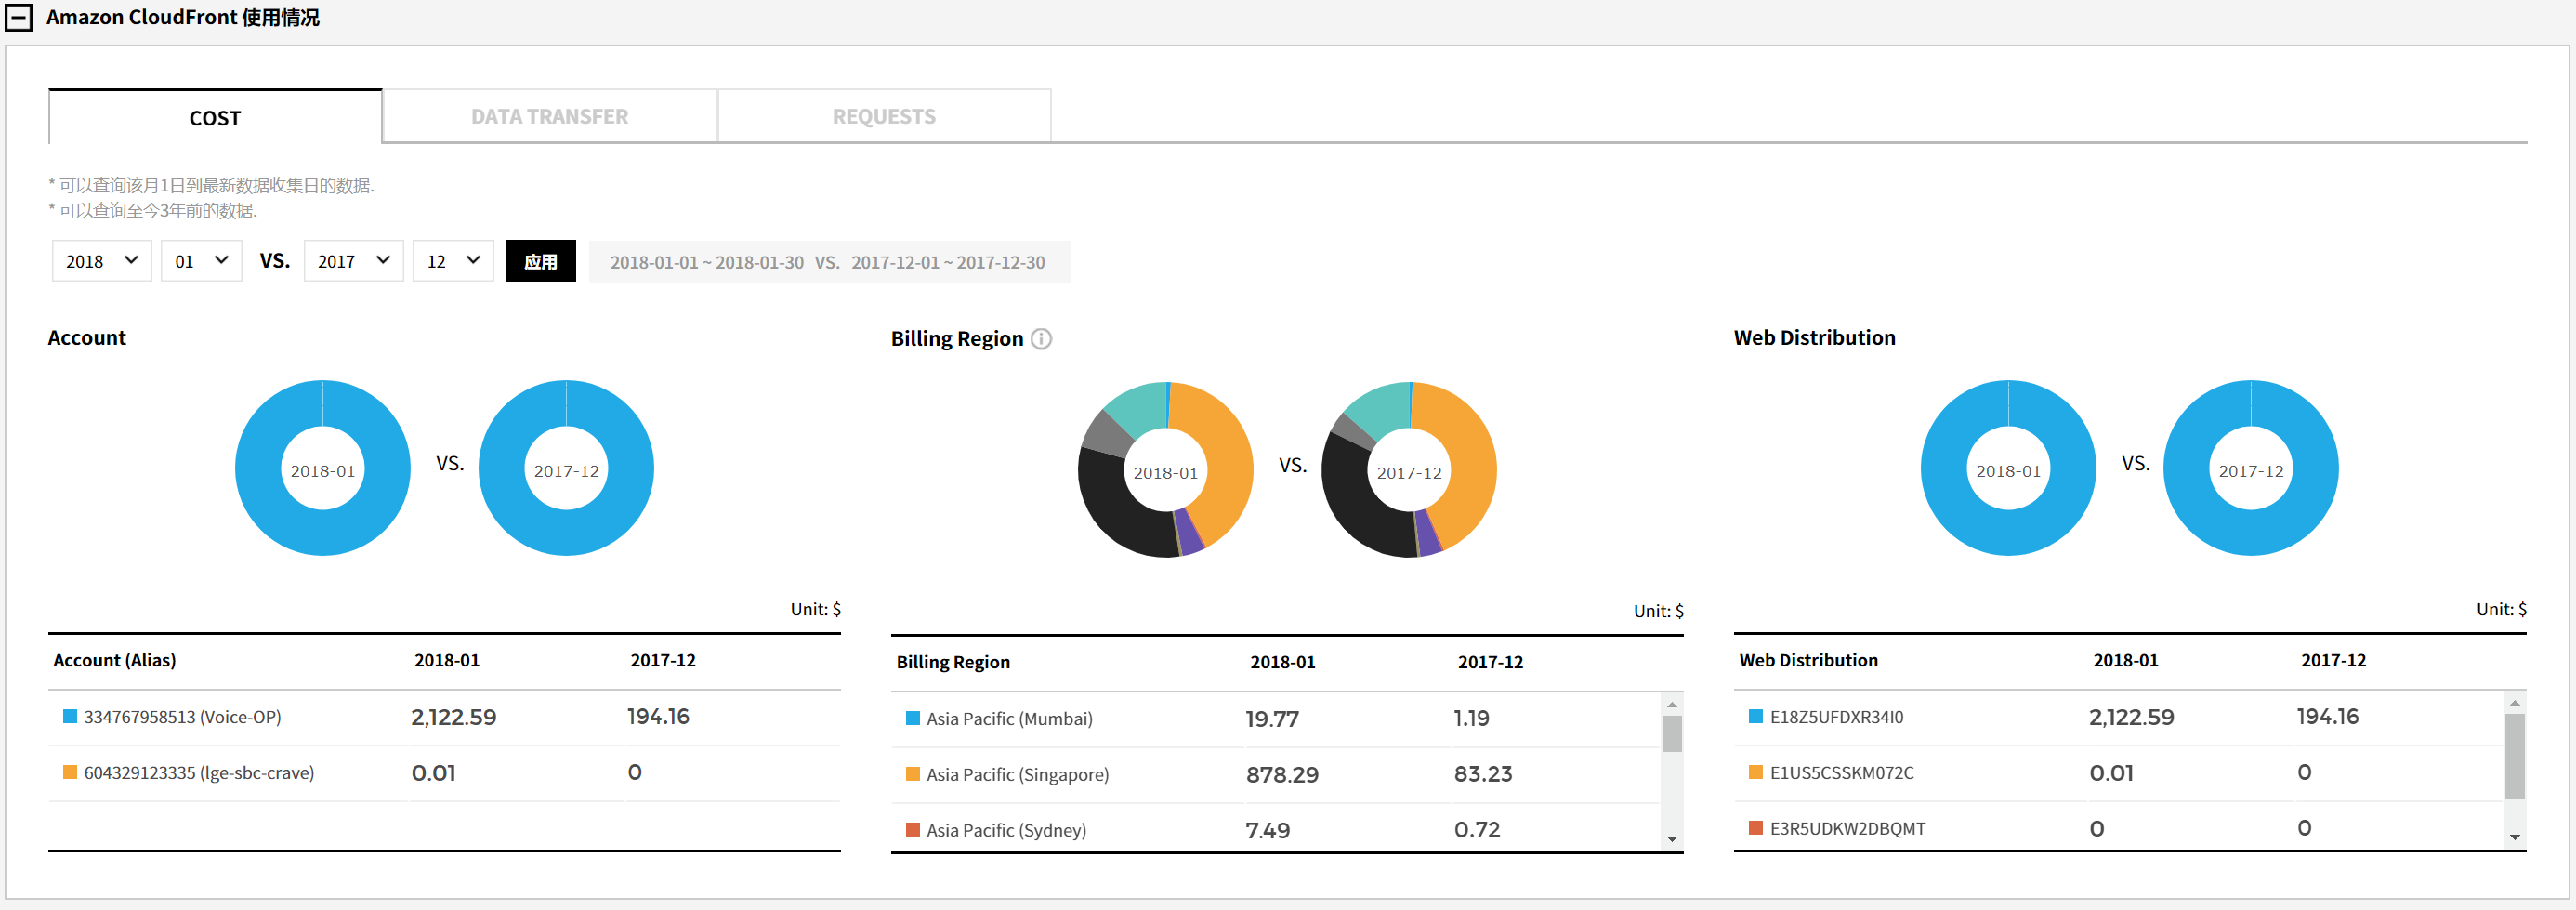 Amazon CloudFront 使用情况
COST DATA TRANSFER REQUESTS
* 可以查询该月1日到最新数据收集日的数据.
* 可以查询至今3年前的数据.
2018 01 VS. 2017 12 应用 2018-01-01 ~ 2018-01-30 VS. 2017-12-01 ~ 2017-12-30
Account
2018-01 VS. 2017-12
Unit: $
Account (Alias) 2018-01 2017-12
334767958513 (Voice-OP) 2,122.59 194.16
604329123335 (lge-sbc-crave) 0.01 0
Billing Region
2018-01 VS. 2017-12
Unit: $
Billing Region 2018-01 2017-12
Asia Pacific (Mumbai) 19.77 1.19
Asia Pacific (Singapore) 878.29 83.23
Asia Pacific (Sydney) 7.49 0.72
Web Distribution
2018-01 VS. 2017-12
Unit: $
Web Distribution 2018-01 2017-12
E18Z5UFDXR34I0 2,122.59 194.16
E1US5CSSKM072C 0.01 0
E3R5UDKW2DBQMT 0 0